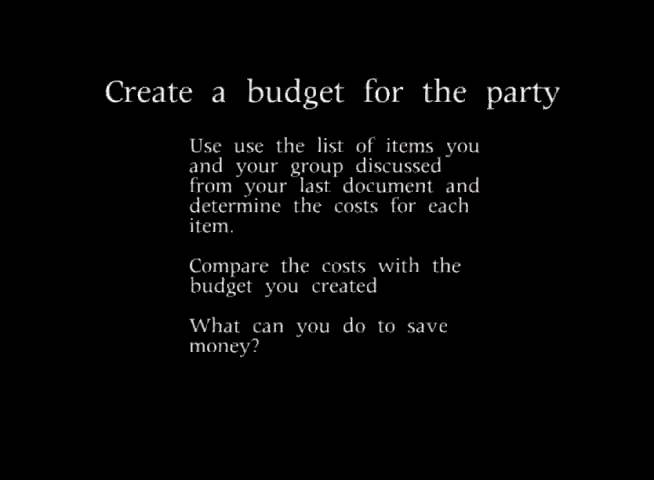 Create a budget for the party
Use use the list of items you
and your group discussed
from your last document and
determine the costs for each
item.
Compare the costs with the
budget you created
What can you do to save
money?